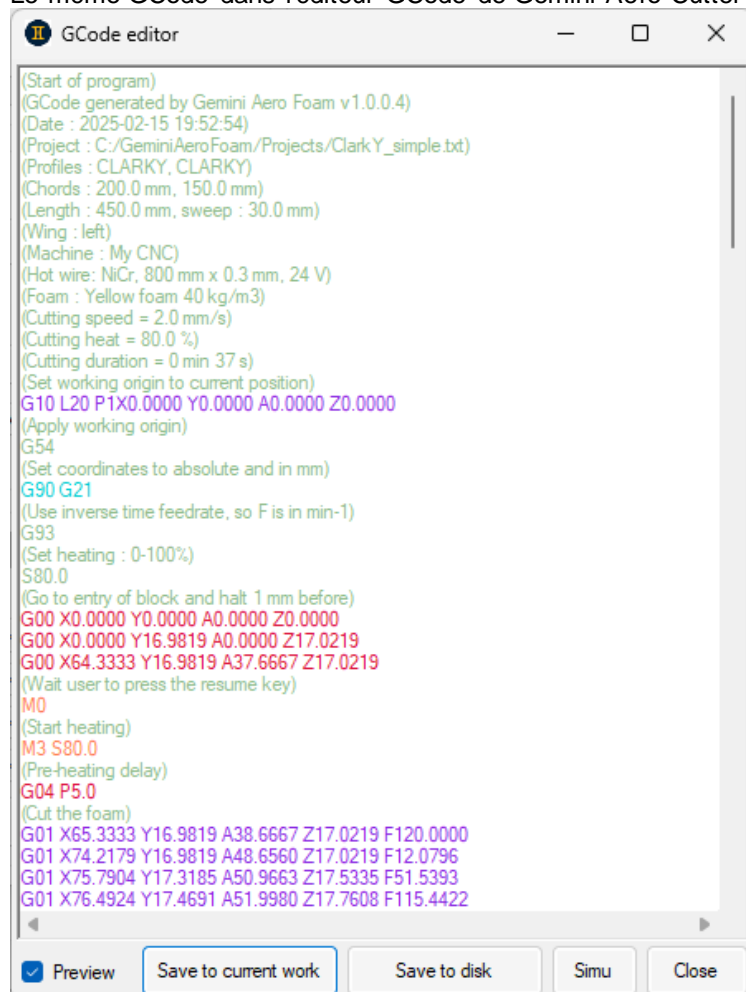 Le même GCode dans l'éditeur GCode de Gemini Aero Cutter
GCode editor
(Start of program)
(GCode generated by Gemini Aero Foam v1.0.0.4)
(Date : 2025-02-15 19:52:54)
(Project : C:/GeminiAeroFoam/Projects/ClarkY_simple.txt)
(Profiles : CLARKY, CLARKY)
(Chords : 200.0 mm, 150.0 mm)
(Length : 450.0 mm, sweep : 30.0 mm)
(Wing : left)
(Machine : My CNC)
(Hot wire: NiCr, 800 mm x 0.3 mm, 24 V)
(Foam : Yellow foam 40 kg/m3)
(Cutting speed = 2.0 mm/s)
(Cutting heat = 80.0 %)
(Cutting duration = 0 min 37 s)
(Set working origin to current position)
G10 L20 P1X0.0000 Y0.0000 A0.0000 Z0.0000
(Apply working origin)
G54
(Set coordinates to absolute and in mm)
G90 G21
(Use inverse time feedrate, so F is in min-1)
G93
(Set heating : 0-100%)
S80.0
(Go to entry of block and halt 1 mm before)
G00 X0.0000 Y0.0000 A0.0000 Z0.0000
G00 X0.0000 Y16.9819 A0.0000 Z17.0219
G00 X64.3333 Y16.9819 A37.6667 Z17.0219
(Wait user to press the resume key)
M0
(Start heating)
M3 S80.0
(Pre-heating delay)
G04 P5.0
(Cut the foam)
G01 X65.3333 Y16.9819 A38.6667 Z17.0219 F120.0000
G01 X74.2179 Y16.9819 A48.6560 Z17.0219 F12.0796
G01 X75.7904 Y17.3185 A50.9663 Z17.5335 F51.5393
G01 X76.4924 Y17.4691 A51.9980 Z17.7608 F115.4422
Preview Save to current work Save to disk Simu Close